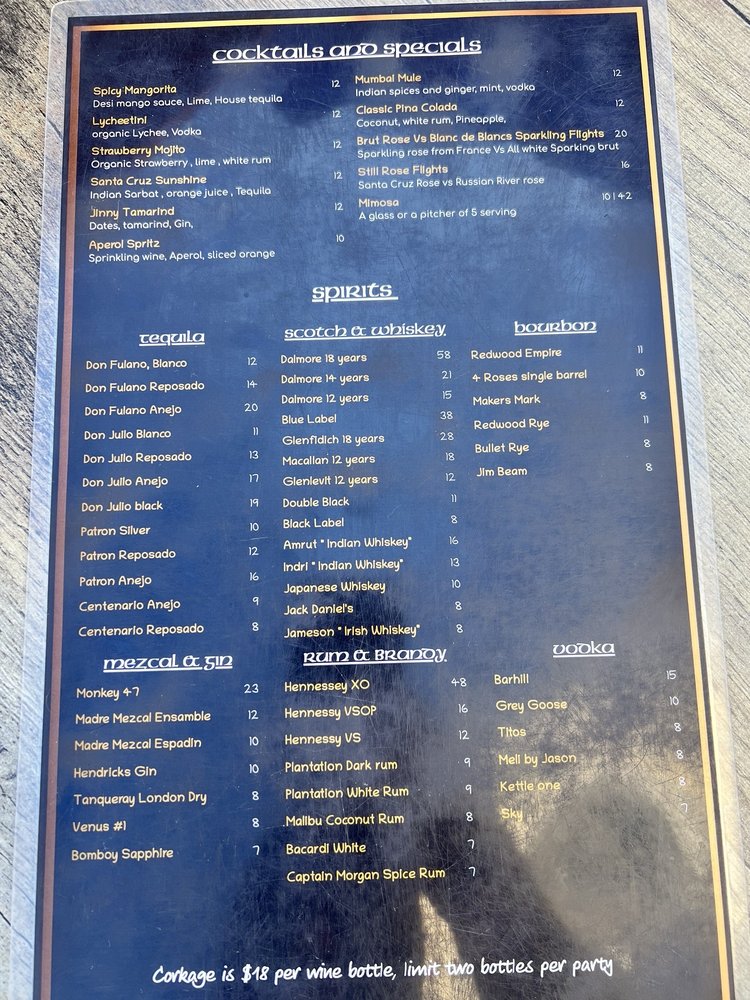 Cocktails and Specials
Spicy Mangorita 12
Desi mango sauce, Lime, House tequila
Lycheetini 12
organic Lychee, Vodka
Strawberry Mojito 12
Organic Strawberry , lime , white rum
Santa Cruz Sunshine 12
Indian Sarbat , orange juice , Tequila
Jinny Tamarind 12
Dates, tamarind, Gin,
Aperol Spritz 10
Sprinkling wine, Aperol, sliced orange
Mumbai Mule 12
Indian spices and ginger, mint, vodka
Classic Pina Colada 12
Coconut, white rum, Pineapple,
Brut Rose Vs Blanc de Blancs Sparkling Flights 20
Sparkling rose from France Vs All white Sparking brut
Still Rose Flights 16
Santa Cruz Rose vs Russian River rose
Mimosa 10 | 42
A glass or a pitcher of 5 serving
Spirits
Tequila
Don Fulano, Blanco 12
Don Fulano Reposado 14
Don Fulano Anejo 20
Don Julio Blanco 11
Don Julio Reposado 13
Don Julio Anejo 17
Don Julio black 19
Patron Silver 10
Patron Reposado 12
Patron Anejo 16
Centenario Anejo 9
Centenario Reposado 8
Scotch & Whiskey
Dalmore 18 years 58
Dalmore 14 years 21
Dalmore 12 years 15
Blue Label 38
Glenfidich 18 years 28
Macallan 12 years 18
Glenlevit 12 years 12
Double Black 11
Black Label 8
Amrut " Indian Whiskey" 16
Indri " Indian Whiskey" 13
Japanese Whiskey 10
Jack Daniel's 8
Jameson " Irish Whiskey" 8
Bourbon
Redwood Empire 11
4 Roses single barrel 10
Makers Mark 8
Redwood Rye 11
Bullet Rye 8
Jim Beam 8
Mezcal & Gin
Monkey 47 23
Madre Mezcal Ensamble 12
Madre Mezcal Espadin 10
Hendricks Gin 10
Tanqueray London Dry 8
Venus #1 8
Bomboy Sapphire 7
Rum & Brandy
Hennessey XO 48
Hennessy VSOP 16
Hennessy VS 12
Plantation Dark rum 9
Plantation White Rum 9
Malibu Coconut Rum 8
Bacardi White 7
Captain Morgan Spice Rum 7
Vodka
Barhill 15
Grey Goose 10
Titos 8
Meli by Jason 8
Kettle one 8
Sky 7
Corkage is $18 per wine bottle, limit two bottles per party